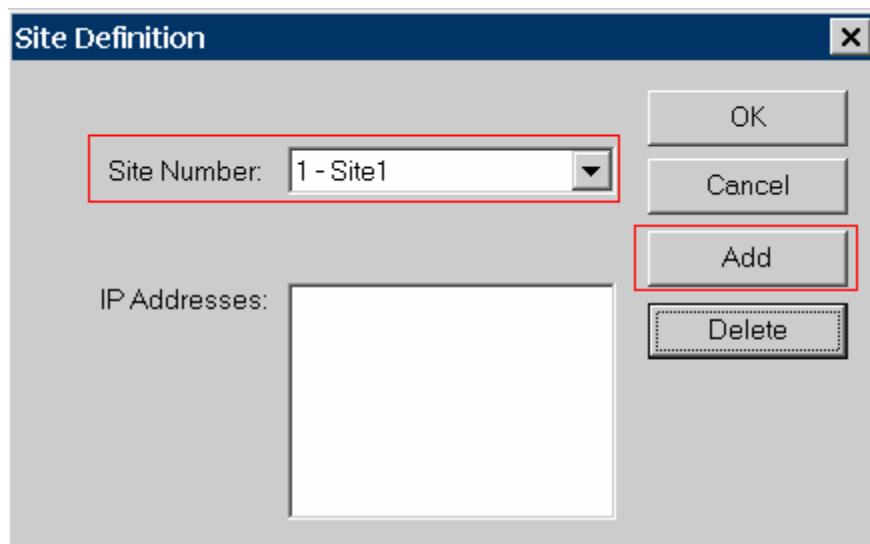 Site Definition
Site Number:
1 - Site1
OK
Cancel
Add
IP Addresses:
Delete